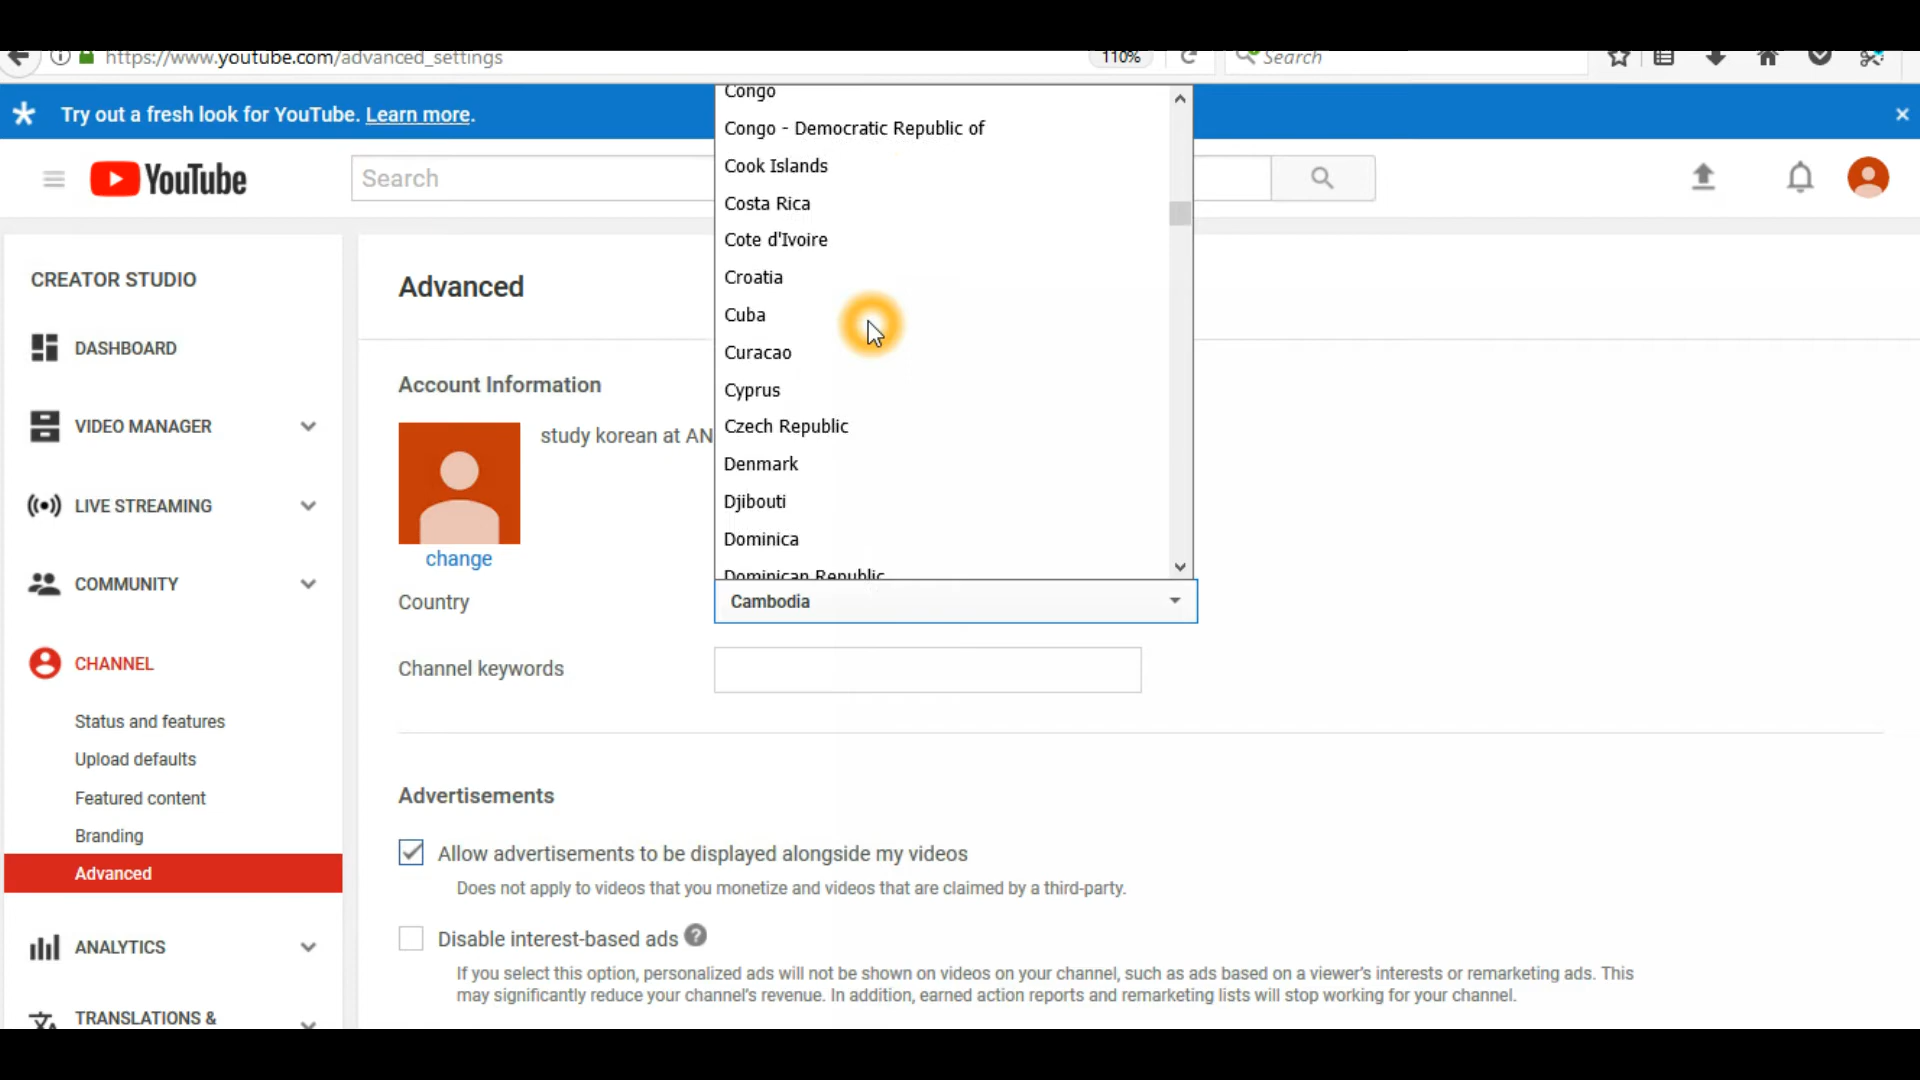 https://www.youtube.com/advanced_settings
110%
Search
Try out a fresh look for YouTube. Learn more.
YouTube
Search
CREATOR STUDIO
DASHBOARD
VIDEO MANAGER
LIVE STREAMING
COMMUNITY
CHANNEL
Status and features
Upload defaults
Featured content
Branding
Advanced
ANALYTICS
TRANSLATIONS &
Advanced
Account Information
study korean at AN
change
Country
Congo
Congo - Democratic Republic of
Cook Islands
Costa Rica
Cote d'Ivoire
Croatia
Cuba
Curacao
Cyprus
Czech Republic
Denmark
Djibouti
Dominica
Dominican Republic
Cambodia
Channel keywords
Advertisements
Allow advertisements to be displayed alongside my videos
Does not apply to videos that you monetize and videos that are claimed by a third-party.
Disable interest-based ads ?
If you select this option, personalized ads will not be shown on videos on your channel, such as ads based on a viewer's interests or remarketing ads. This
may significantly reduce your channel's revenue. In addition, earned action reports and remarketing lists will stop working for your channel.